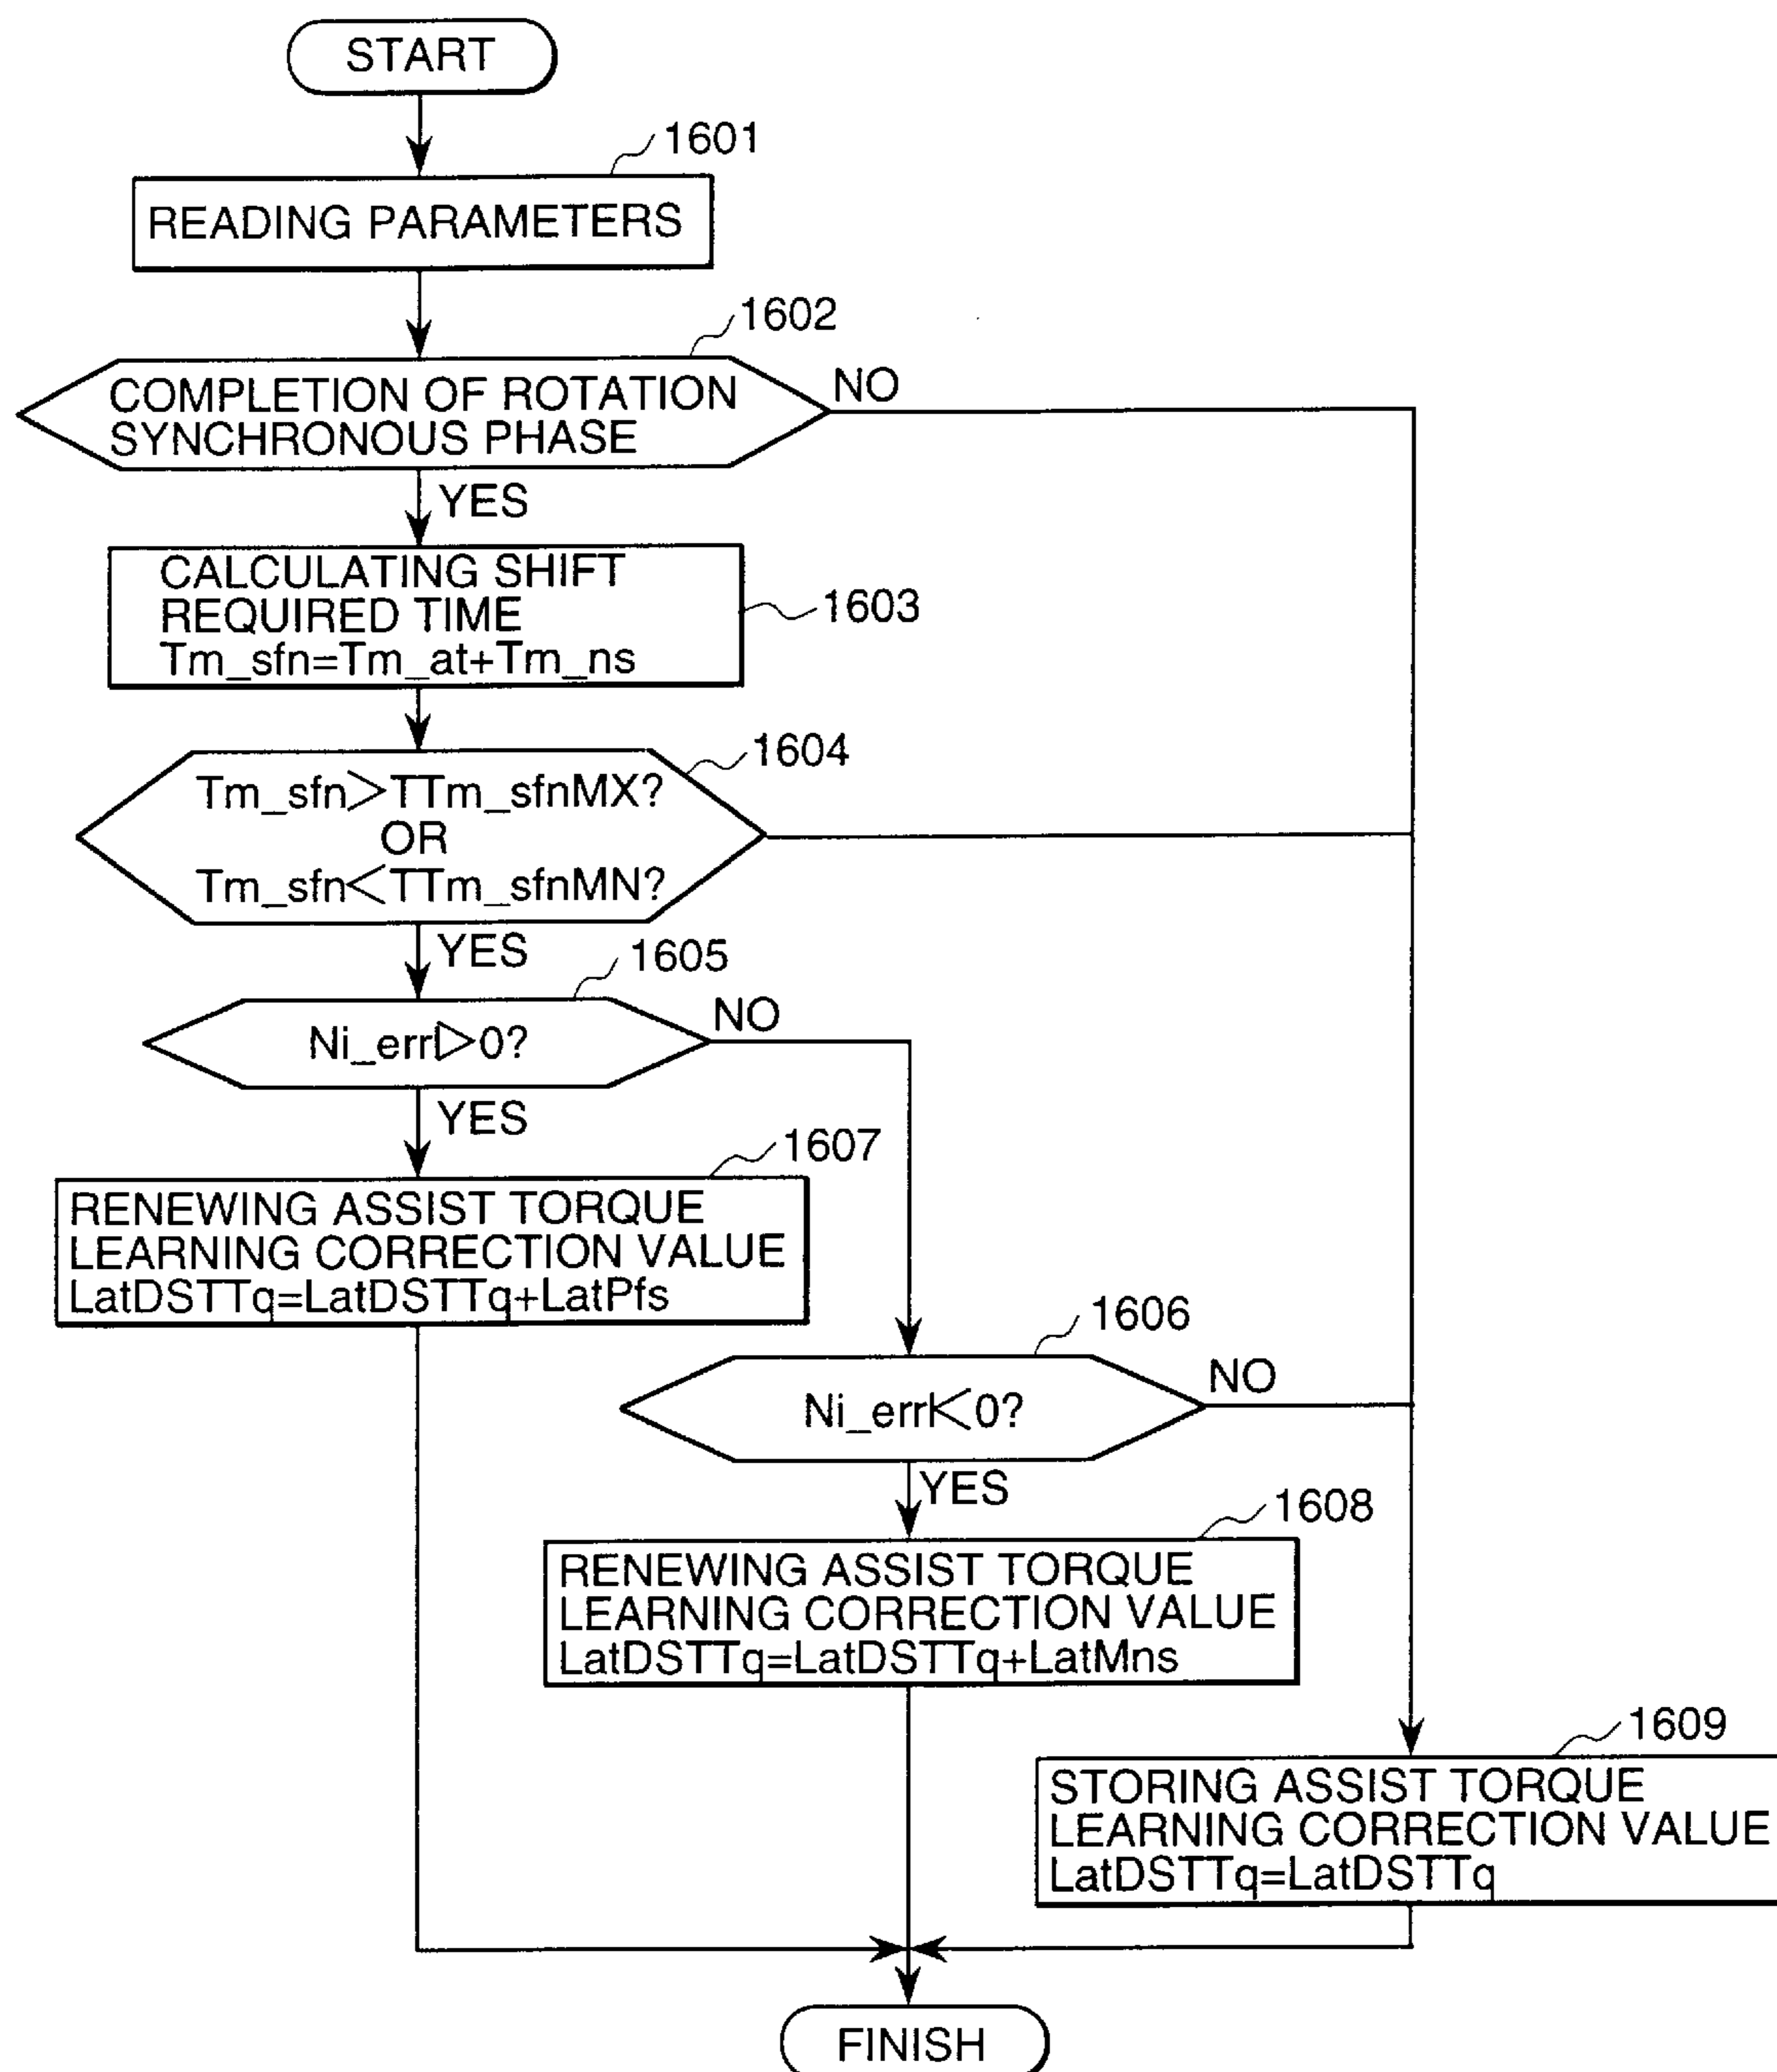 START
1601
READING PARAMETERS
1602
COMPLETION OF ROTATION
SYNCHRONOUS PHASE
NO
YES
CALCULATING SHIFT
REQUIRED TIME
Tm_sfn=Tm_at+Tm_ns
1603
1604
Tm_sfn>TTm_sfnMX?
OR
Tm_sfn<TTm_sfnMN?
YES
1605
Ni_err>0?
NO
YES
1607
RENEWING ASSIST TORQUE
LEARNING CORRECTION VALUE
LatDSTTq=LatDSTTq+LatPfs
1606
Ni_err<0?
NO
YES
1608
RENEWING ASSIST TORQUE
LEARNING CORRECTION VALUE
LatDSTTq=LatDSTTq+LatMns
1609
STORING ASSIST TORQUE
LEARNING CORRECTION VALUE
LatDSTTq=LatDSTTq
FINISH